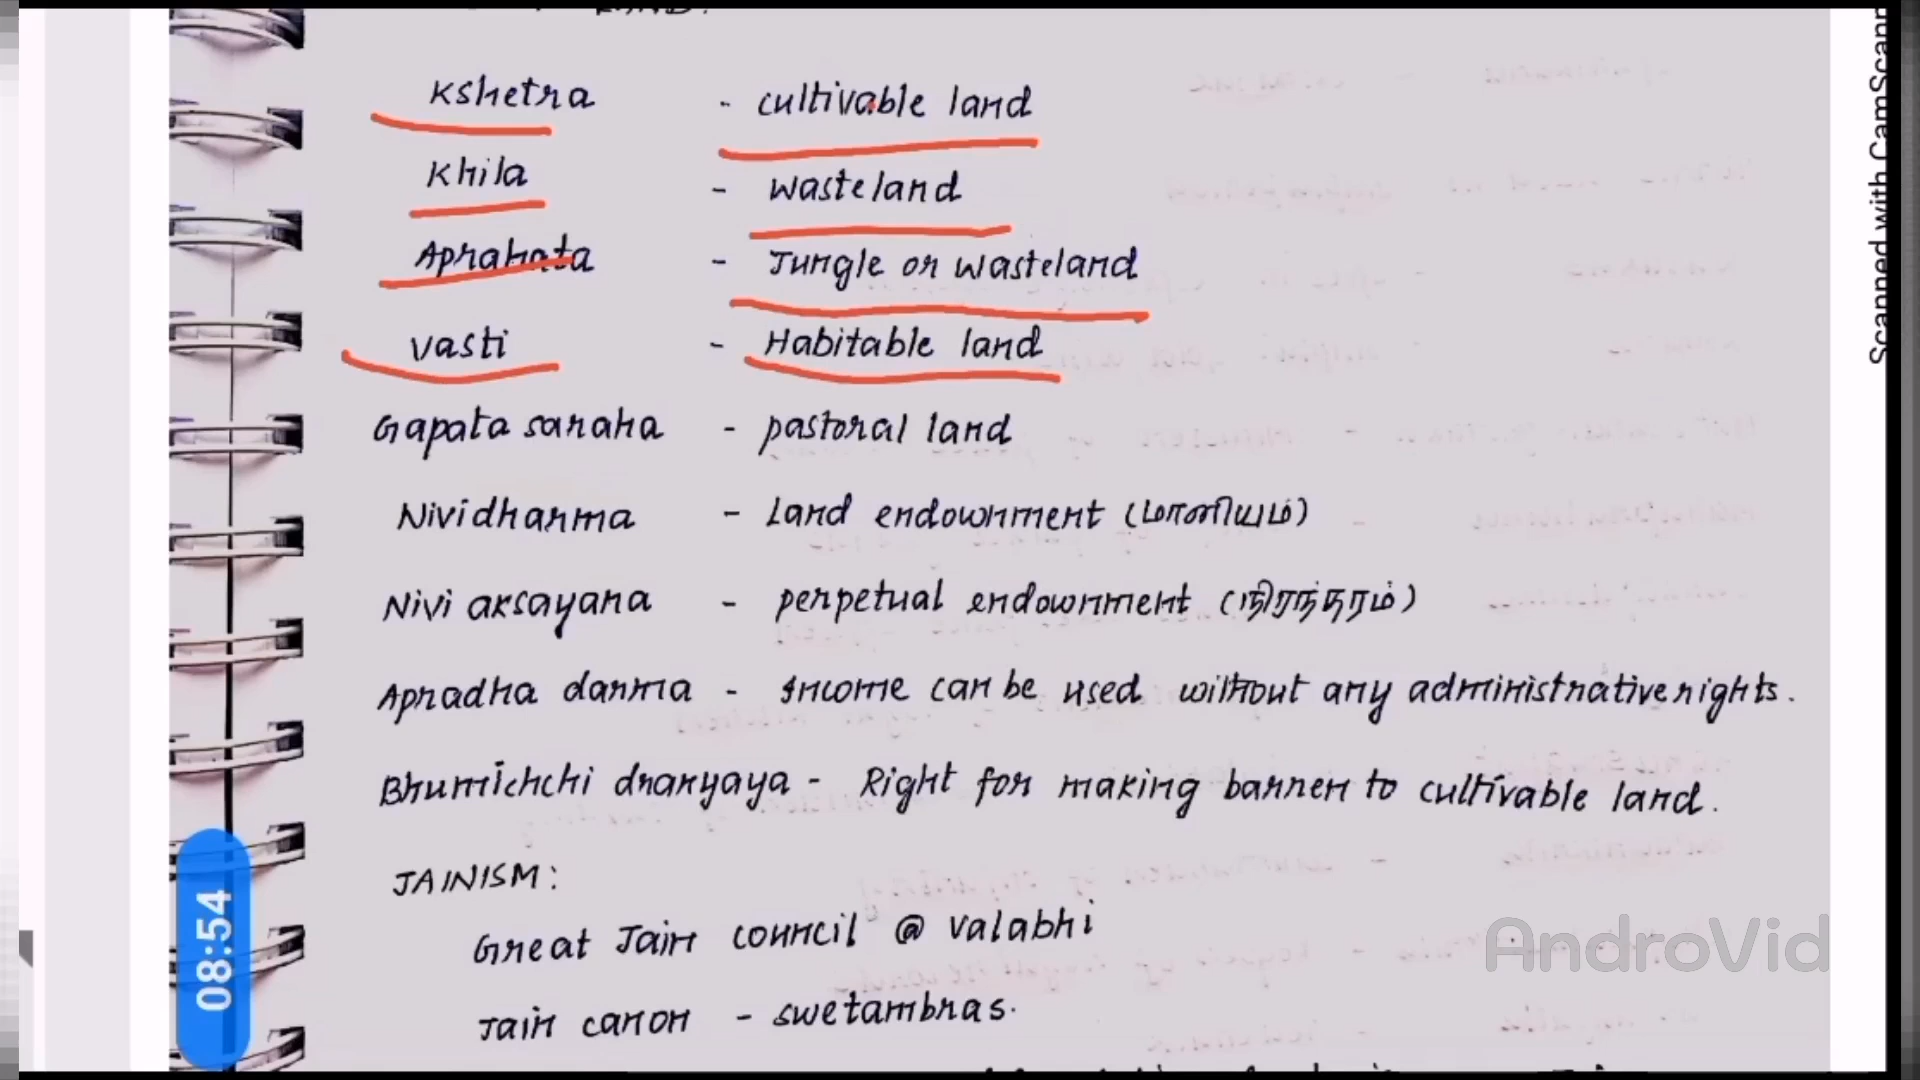 Kshetra - cultivable land
Khila - wasteland
Aprahata - Jungle or wasteland
Vasti - Habitable land
Gapata saraha - pastoral land
Nividharma - Land endowment (மானியம்)
Nivi aksayana - perpetual endowment (நிரந்தரம்)
Apradha darma - Income can be used without any administrative rights.
Bhumichchi dranyaya - Right for making barren to cultivable land.
JAINISM:
Great Jain council @ Valabhi
Jain canon - swetambras.
Scanned with CamScann
08:54
AndroVid